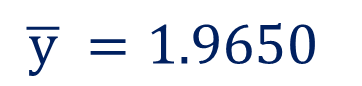 y̅ = 1.9650